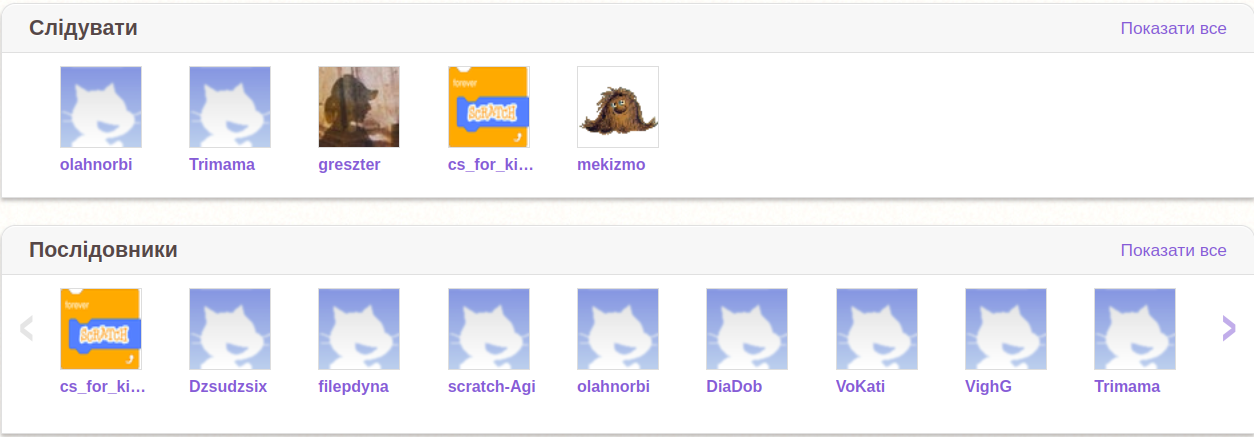 Слідувати
Показати все
forever
SCRATCH
olahnorbi
Trimama
greszter
cs_for_ki...
mekizmo
Послідовники
Показати все
forever
SCRATCH
cs_for_ki...
Dzsudzsix
filepdyna
scratch-Agi
olahnorbi
DiaDob
VoKati
VighG
Trimama